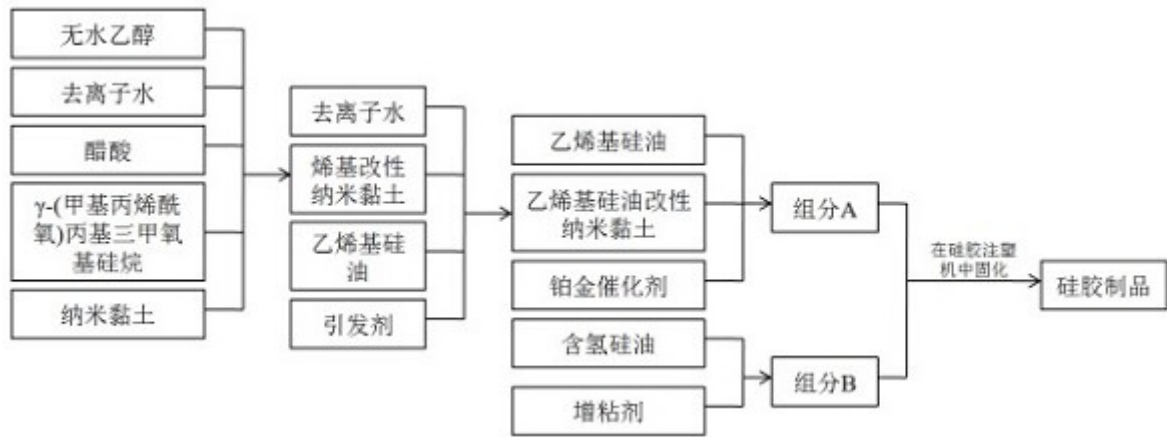 无水乙醇
去离子水
醋酸
γ-(甲基丙烯酰
氧)丙基三甲氧
基硅烷
纳米黏土
去离子水
烯基改性
纳米黏土
乙烯基硅
油
引发剂
乙烯基硅油
乙烯基硅油改性
纳米黏土
铂金催化剂
含氢硅油
增粘剂
组分A
组分B
在硅胶注塑
机中固化
硅胶制品